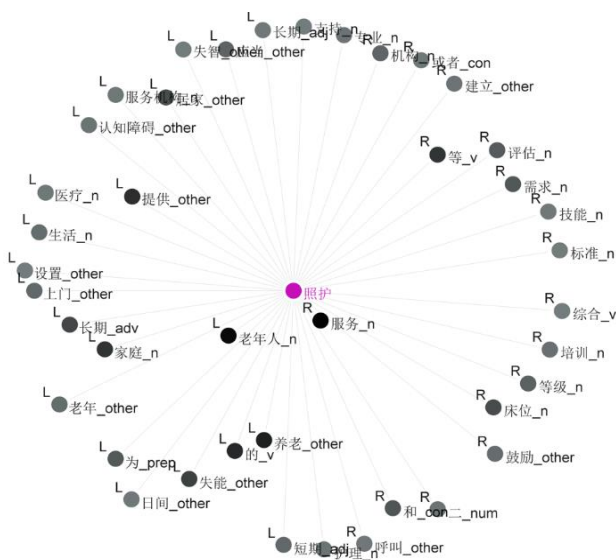 L 长期_adj
支持_n
L 专业_n
R 机构_n
R 或者_con
R 建立_other
L 失智_other
L
L 服务机构_n
L 居家_other
L 认知障碍_other
R 等_v
R 评估_n
R 需求_n
L 医疗_n
L 提供_other
R 技能_n
L 生活_n
R 标准_n
L 设置_other
L 上门_other
照护
R 服务_n
R 综合_v
L 长期_adv
L 家庭_n
L 老年人_n
R 培训_n
R 等级_n
L 老年_other
R 床位_n
L 的_v
L 养老_other
R 鼓励_other
L 为_prep
L 失能_other
L 日间_other
R 和_con
R 二_num
L 短期_adj
护理_n
R 呼叫_other